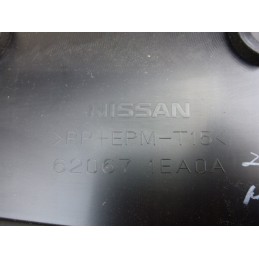 NISSAN
>PP+EPM-T15<
62067 1EA0A